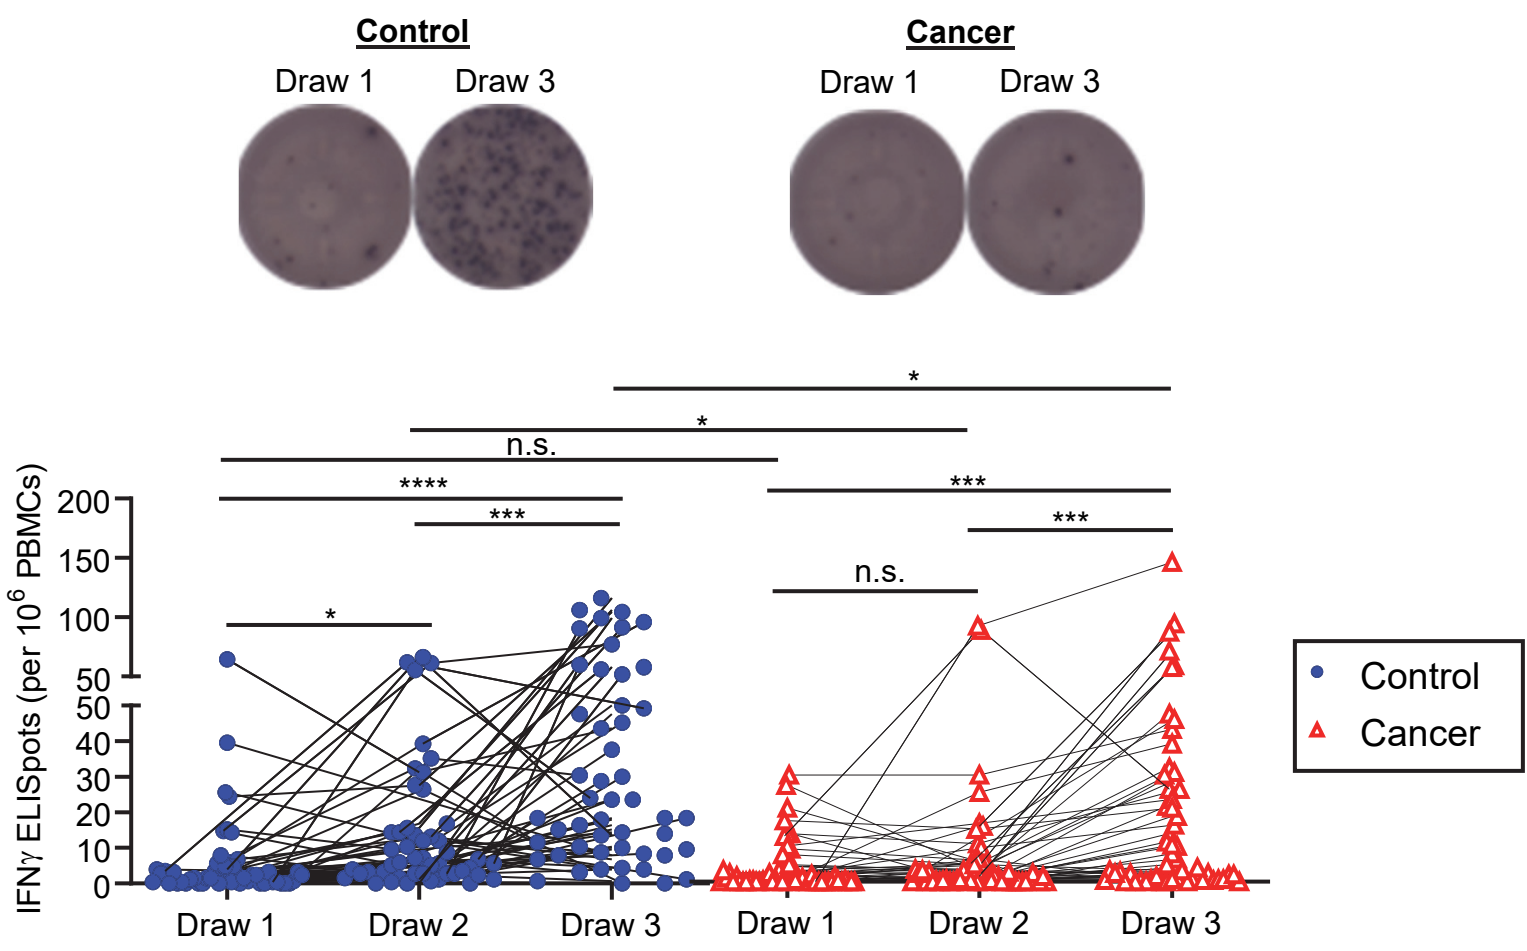 Control
Cancer
Draw 1
Draw 3
Draw 1
Draw 3
*
*
n.s.
****
***
***
***
n.s.
*
IFNγ ELISpots (per 10⁶ PBMCs)
200
150
100
50
50
40
30
20
10
0
Draw 1
Draw 2
Draw 3
Draw 1
Draw 2
Draw 3
Control
Cancer